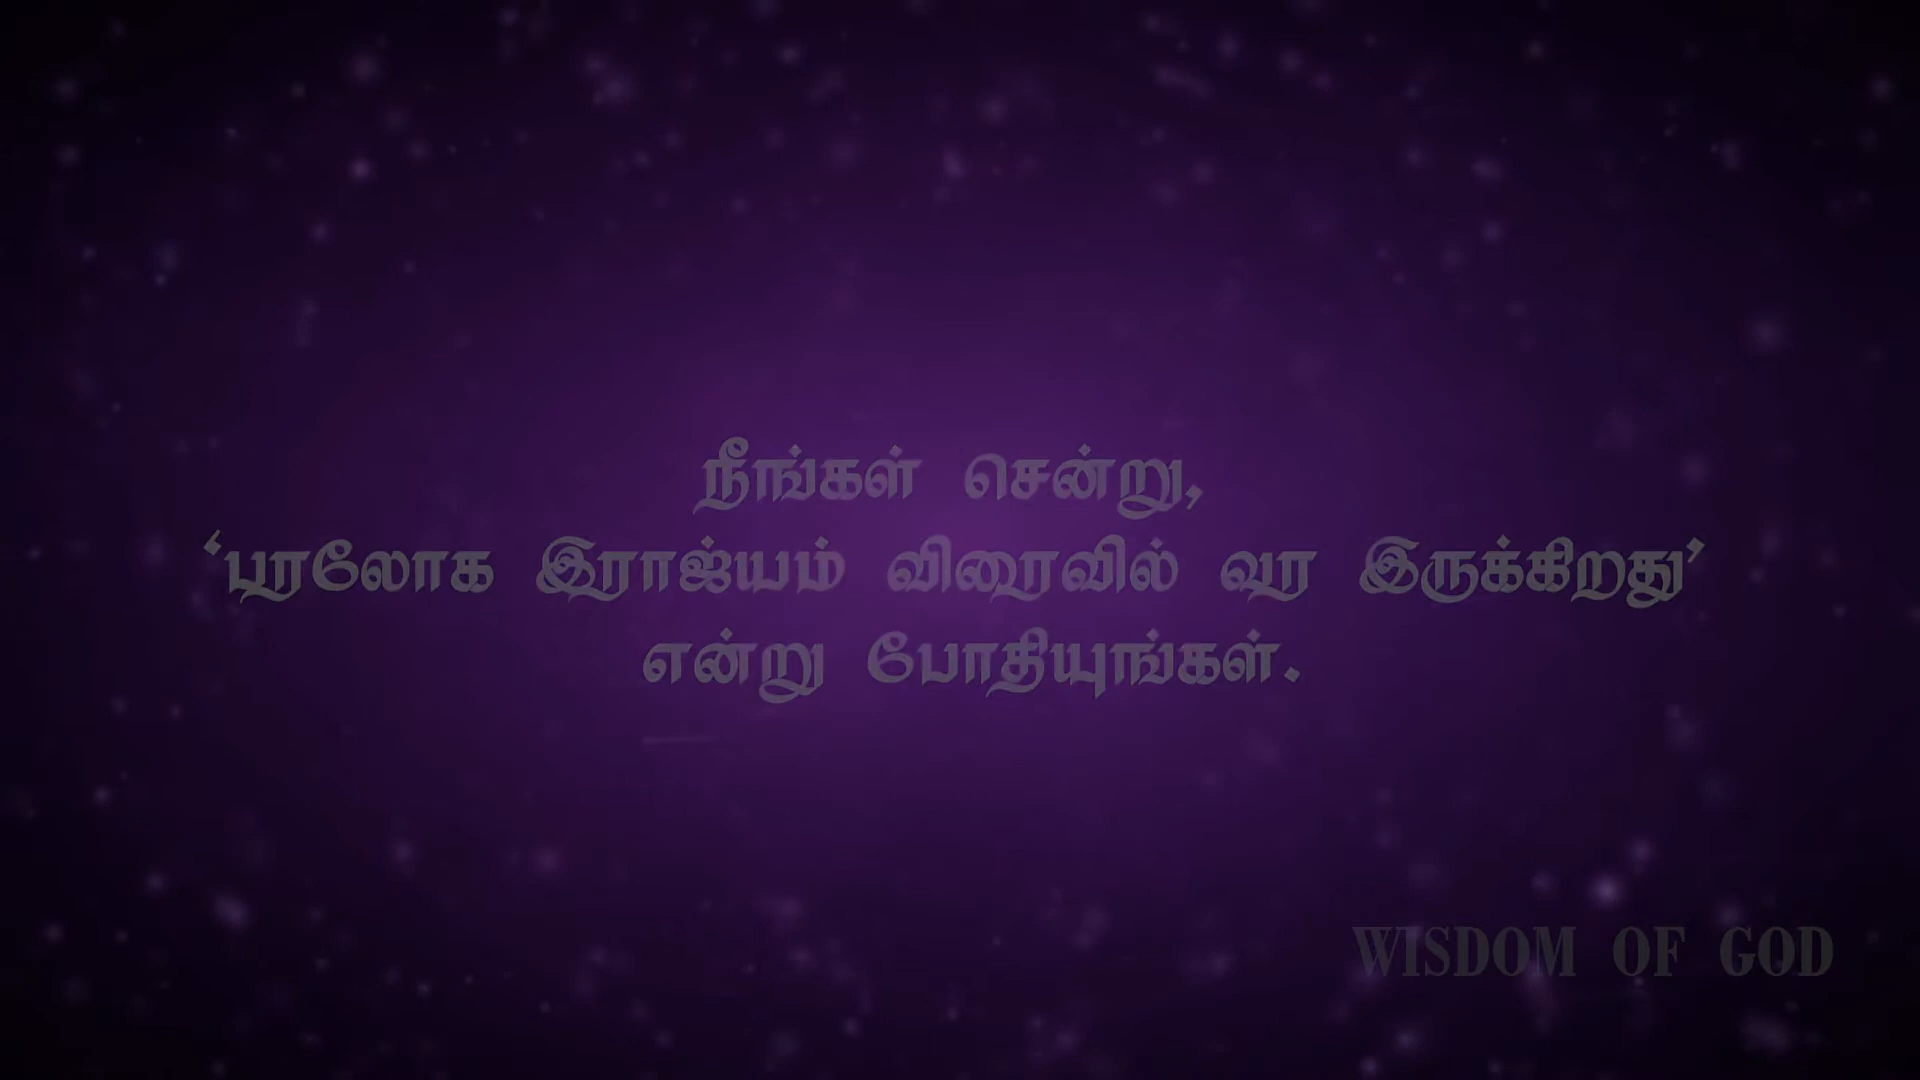 நீங்கள் சென்று,
‘பரலோக இராஜ்யம் விரைவில் வர இருக்கிறது’
என்று போதியுங்கள்.
WISDOM OF GOD